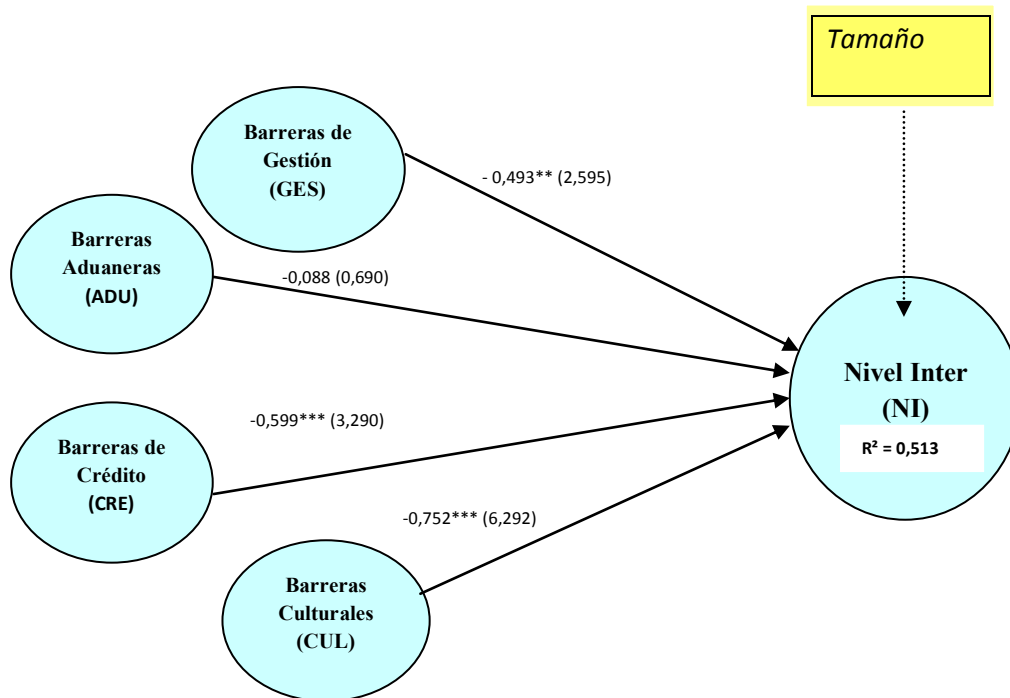 Tamaño
Barreras de
Gestión
(GES)
- 0,493** (2,595)
Barreras
Aduaneras
(ADU)
-0,088 (0,690)
Nivel Inter
(NI)
R² = 0,513
-0,599*** (3,290)
Barreras de
Crédito
(CRE)
-0,752*** (6,292)
Barreras
Culturales
(CUL)